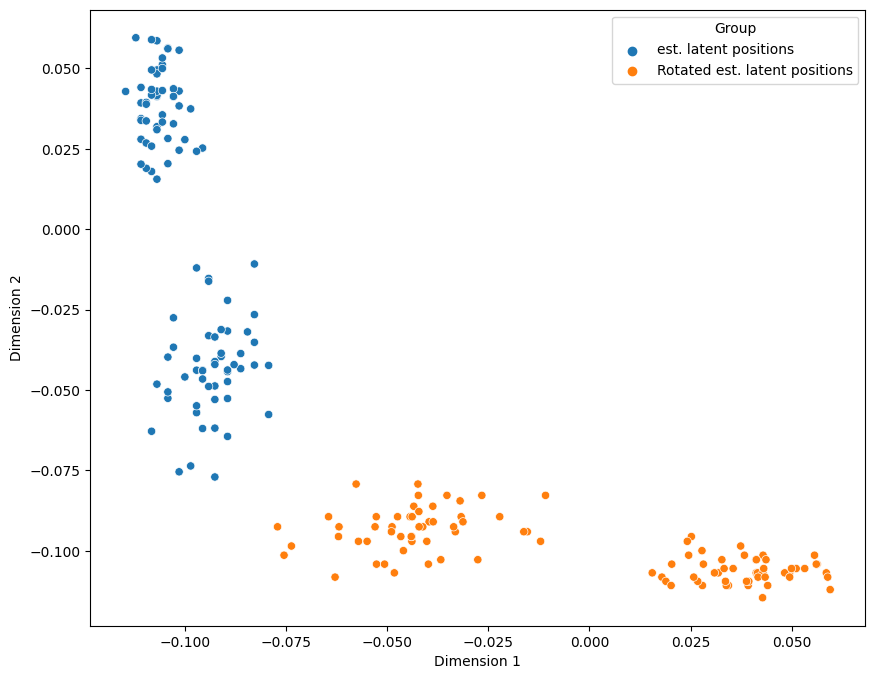 Group
est. latent positions
Rotated est. latent positions
Dimension 2
0.050
0.025
0.000
−0.025
−0.050
−0.075
−0.100
−0.100
−0.075
−0.050
−0.025
0.000
0.025
0.050
Dimension 1